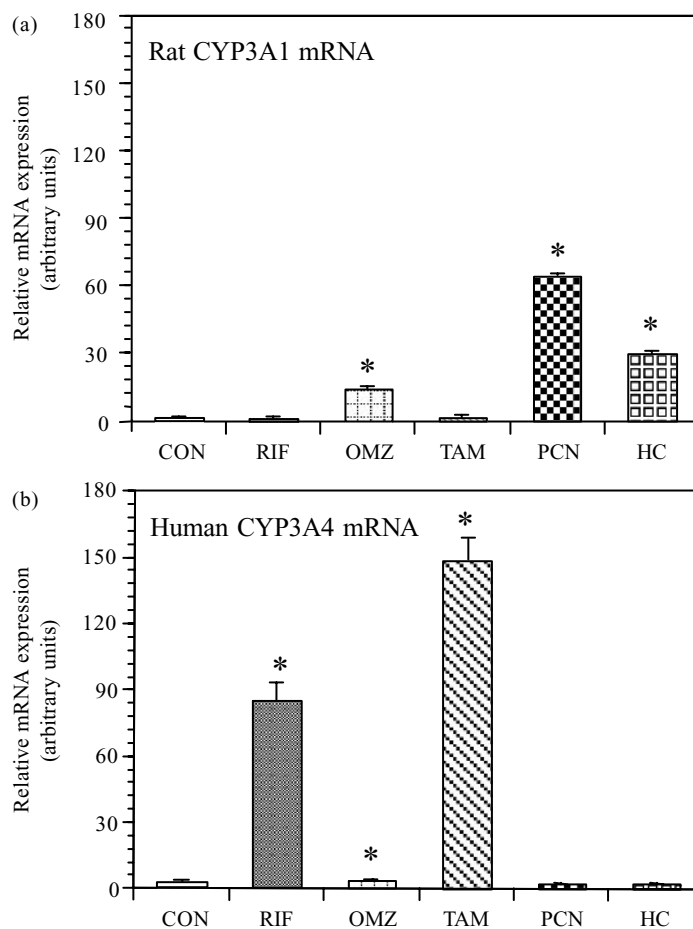 (a)
Rat CYP3A1 mRNA
Relative mRNA expression
(arbitrary units)
180
150
120
90
60
30
0
*
*
*
CON RIF OMZ TAM PCN HC
(b)
Human CYP3A4 mRNA
Relative mRNA expression
(arbitrary units)
180
150
120
90
60
30
0
*
*
*
CON RIF OMZ TAM PCN HC